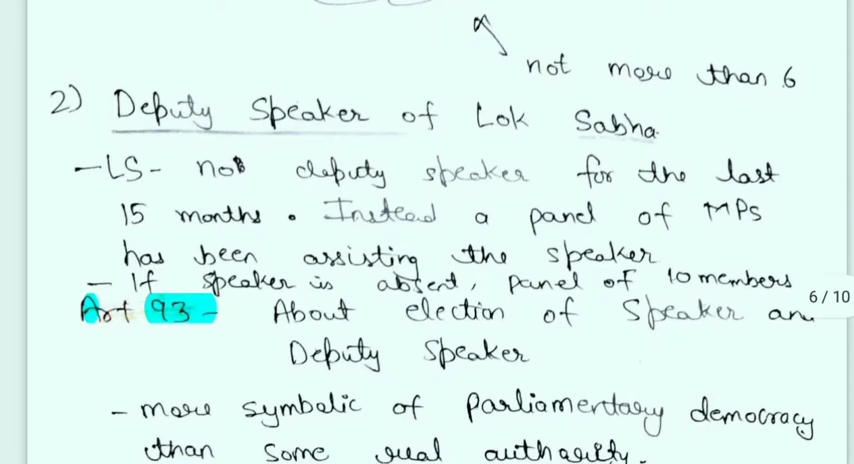 not more than 6
2) Deputy Speaker of Lok Sabha.
- LS - no deputy speaker for the last
15 months. Instead a panel of MPs
has been assisting the speaker
- If speaker is absent, panel of 10 members
6 / 10
Art 93 - About election of Speaker and
Deputy Speaker
- more symbolic of parliamentary democracy
than some real authority.